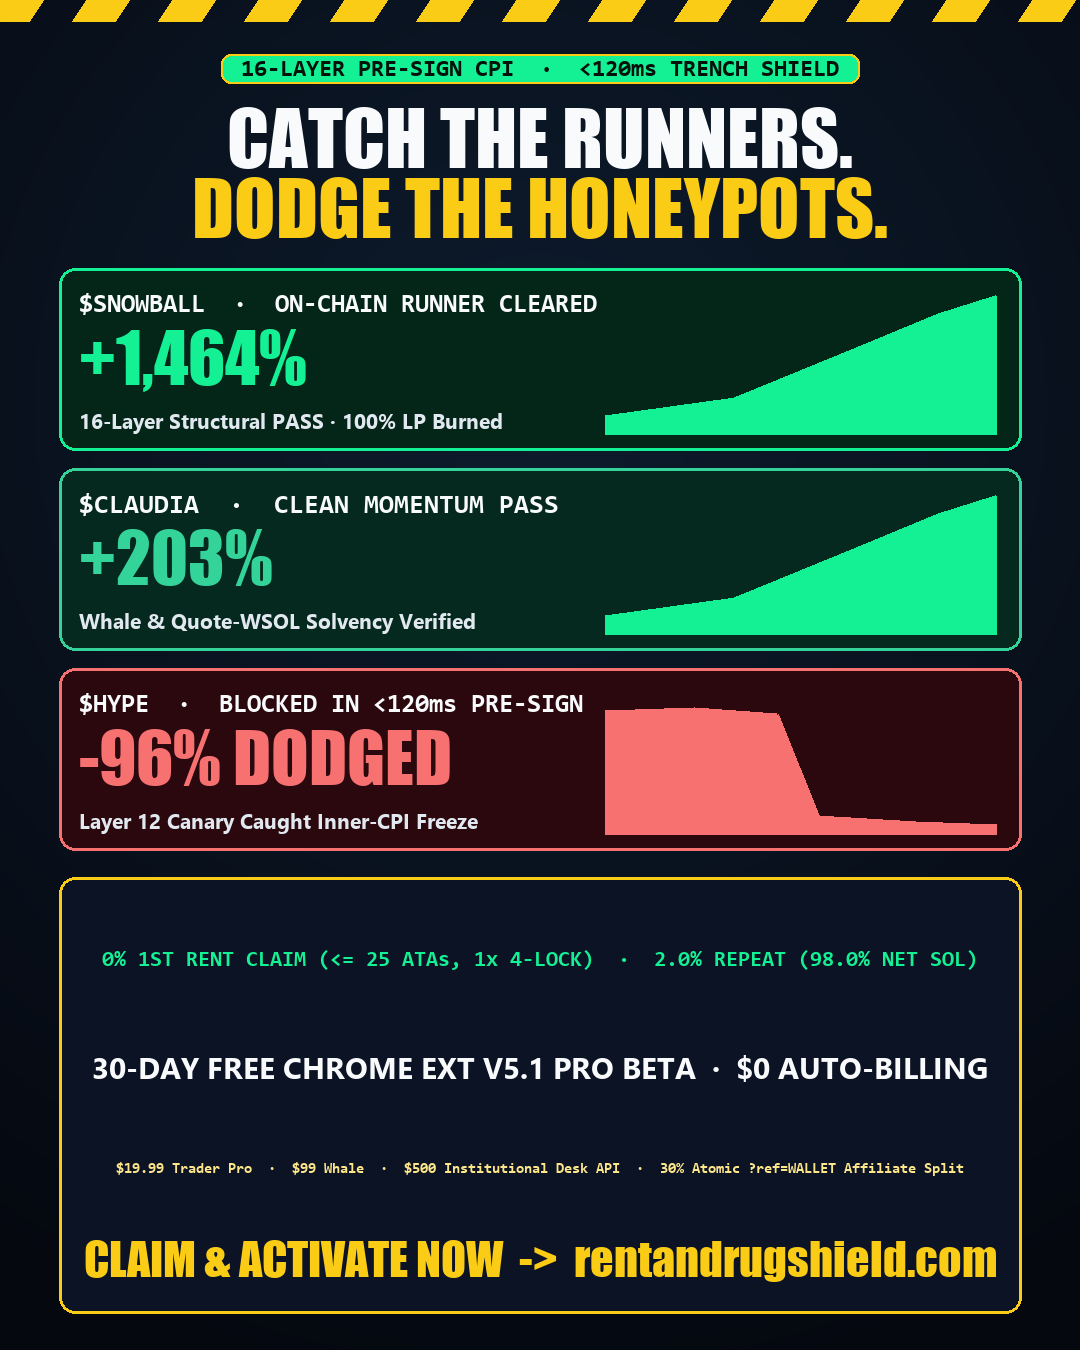 16-LAYER PRE-SIGN CPI · <120ms TRENCH SHIELD
CATCH THE RUNNERS.
DODGE THE HONEYPOTS.
$SNOWBALL · ON-CHAIN RUNNER CLEARED
+1,464%
16-Layer Structural PASS · 100% LP Burned
$CLAUDIA · CLEAN MOMENTUM PASS
+203%
Whale & Quote-WSOL Solvency Verified
$HYPE · BLOCKED IN <120ms PRE-SIGN
-96% DODGED
Layer 12 Canary Caught Inner-CPI Freeze
0% 1ST RENT CLAIM (<= 25 ATAs, 1x 4-LOCK) · 2.0% REPEAT (98.0% NET SOL)
30-DAY FREE CHROME EXT V5.1 PRO BETA · $0 AUTO-BILLING
$19.99 Trader Pro · $99 Whale · $500 Institutional Desk API · 30% Atomic ?ref=WALLET Affiliate Split
CLAIM & ACTIVATE NOW -> rentandrugshield.com